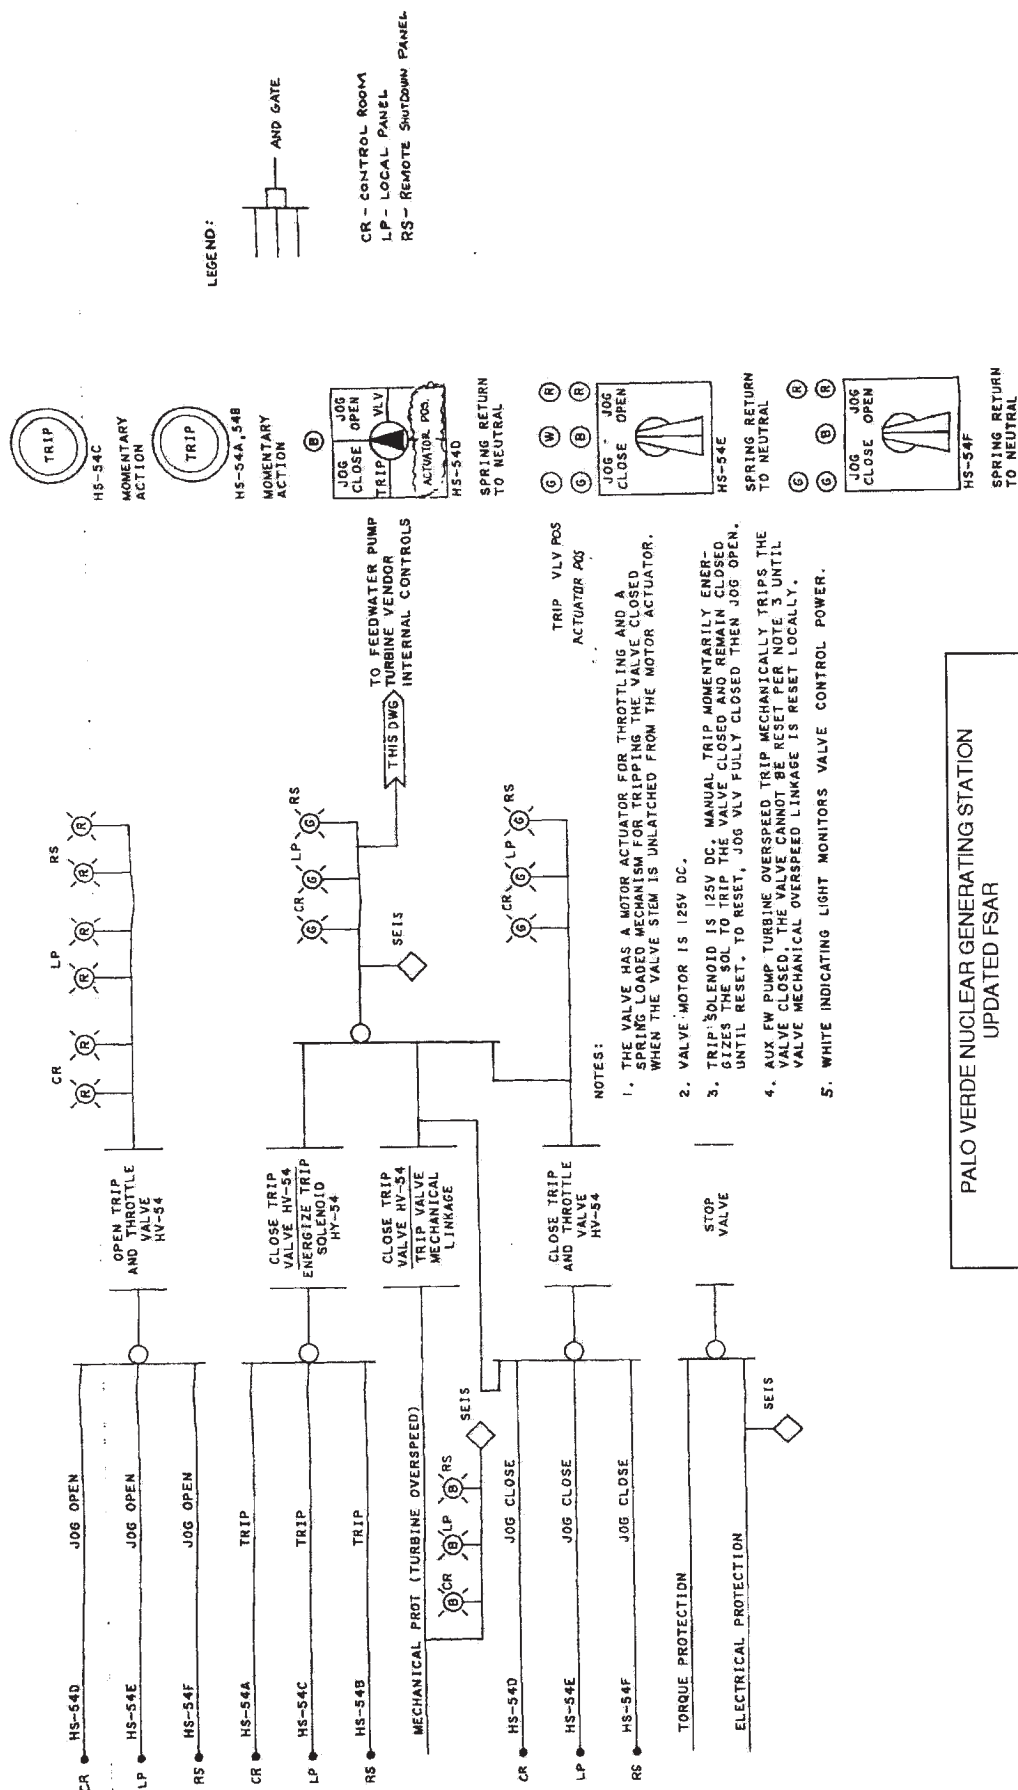 CR HS-54D JOG OPEN
LP HS-54E JOG OPEN
RS HS-54F JOG OPEN
OPEN TRIP
AND THROTTLE
VALVE
HV-54
CR
R
R
LP
R
R
RS
R
R
CR HS-54A TRIP
LP HS-54C TRIP
RS HS-54B TRIP
CLOSE TRIP
VALVE HV-54
ENERGIZE TRIP
SOLENOID
HY-54
MECHANICAL PROT (TURBINE OVERSPEED)
B CR
B LP
B RS
SEIS
CLOSE TRIP
VALVE HV-54
TRIP VALVE
MECHANICAL
LINKAGE
SEIS
G CR
G LP
G RS
THIS DWG
TO FEEDWATER PUMP
TURBINE VENDOR
INTERNAL CONTROLS
CR HS-54D JOG CLOSE
LP HS-54E JOG CLOSE
RS HS-54F JOG CLOSE
CLOSE TRIP
AND THROTTLE
VALVE
HV-54
G CR
G LP
G RS
TORQUE PROTECTION
ELECTRICAL PROTECTION
SEIS
STOP
VALVE
NOTES:
1. THE VALVE HAS A MOTOR ACTUATOR FOR THROTTLING AND A
SPRING LOADED MECHANISM FOR TRIPPING THE VALVE CLOSED
WHEN THE VALVE STEM IS UNLATCHED FROM THE MOTOR ACTUATOR.
2. VALVE MOTOR IS 125V DC.
3. TRIP SOLENOID IS 125V DC. MANUAL TRIP MOMENTARILY ENER-
GIZES THE SOL TO TRIP THE VALVE CLOSED AND REMAIN CLOSED
UNTIL RESET. TO RESET, JOG VLV FULLY CLOSED THEN JOG OPEN.
4. AUX FW PUMP TURBINE OVERSPEED TRIP MECHANICALLY TRIPS THE
VALVE CLOSED. THE VALVE CANNOT BE RESET PER NOTE 3 UNTIL
VALVE MECHANICAL OVERSPEED LINKAGE IS RESET LOCALLY.
5. WHITE INDICATING LIGHT MONITORS VALVE CONTROL POWER.
TRIP
HS-54C
MOMENTARY
ACTION
TRIP
HS-54A,54B
MOMENTARY
ACTION
B
JOG JOG
CLOSE OPEN
TRIP VLV
ACTUATOR POS.
HS-54D
SPRING RETURN
TO NEUTRAL
TRIP VLV POS
G W R
ACTUATOR POS
G B R
JOG JOG
CLOSE OPEN
HS-54E
SPRING RETURN
TO NEUTRAL
G R
G B R
JOG JOG
CLOSE OPEN
HS-54F
SPRING RETURN
TO NEUTRAL
LEGEND:
AND GATE
CR - CONTROL ROOM
LP - LOCAL PANEL
RS - REMOTE SHUTDOWN PANEL
PALO VERDE NUCLEAR GENERATING STATION
UPDATED FSAR